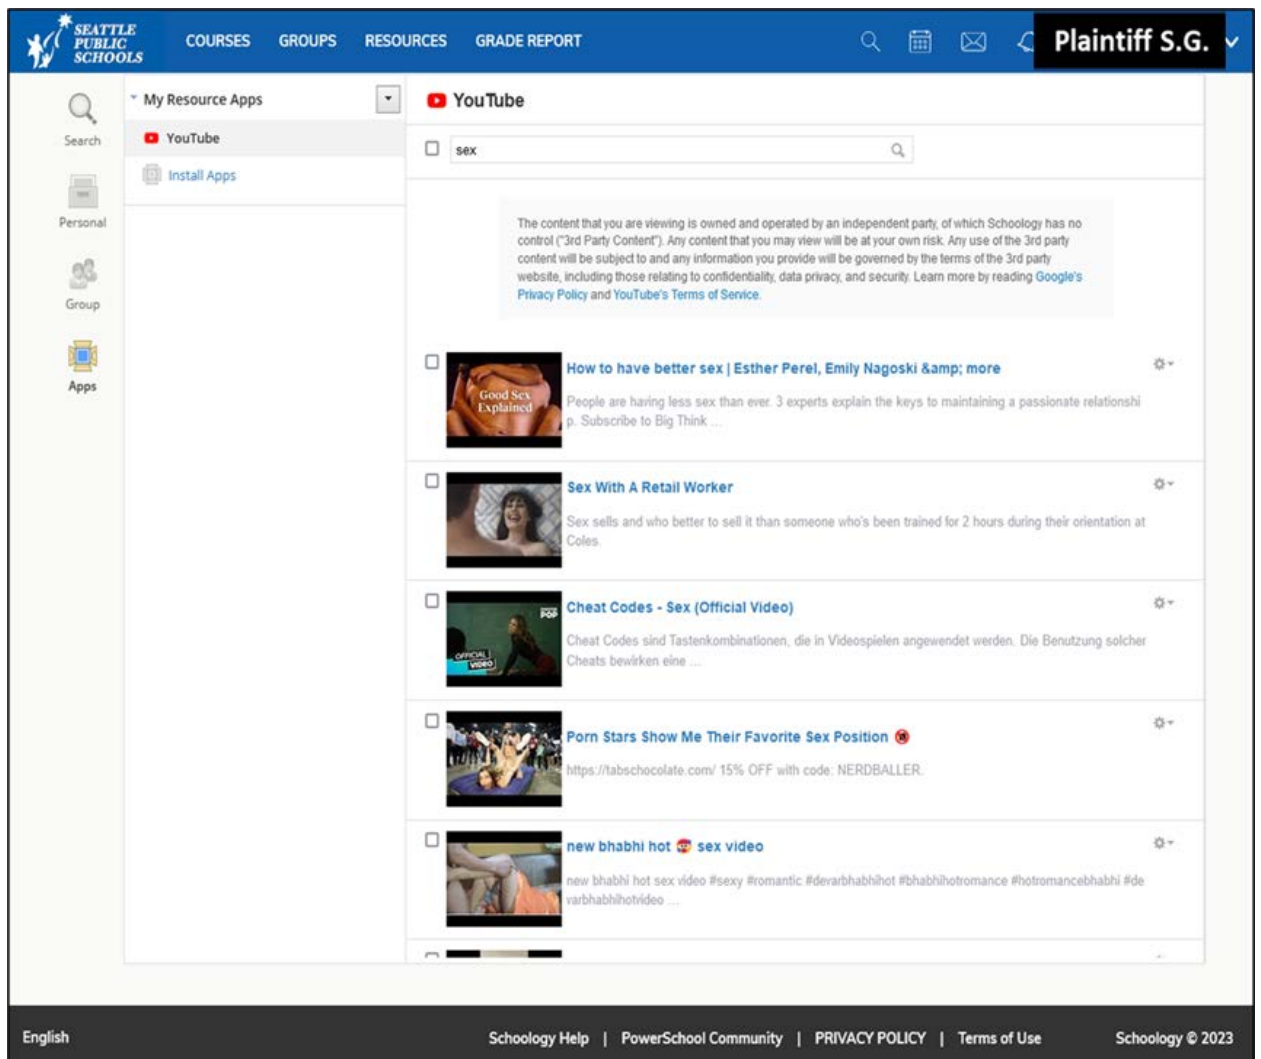 SEATTLE
PUBLIC
SCHOOLS
COURSES GROUPS RESOURCES GRADE REPORT
Plaintiff S.G.
Search
Personal
Group
Apps
My Resource Apps
YouTube
Install Apps
YouTube
sex
The content that you are viewing is owned and operated by an independent party, of which Schoology has no
control ("3rd Party Content"). Any content that you may view will be at your own risk. Any use of the 3rd party
content will be subject to and any information you provide will be governed by the terms of the 3rd party
website, including those relating to confidentiality, data privacy, and security. Learn more by reading Google's
Privacy Policy and YouTube's Terms of Service.
Good Sex
Explained
How to have better sex | Esther Perel, Emily Nagoski &amp; more
People are having less sex than ever. 3 experts explain the keys to maintaining a passionate relationshi
p. Subscribe to Big Think ...
Sex With A Retail Worker
Sex sells and who better to sell it than someone who's been trained for 2 hours during their orientation at
Coles.
POP
OFFICIAL
VIDEO
Cheat Codes - Sex (Official Video)
Cheat Codes sind Tastenkombinationen, die in Videospielen angewendet werden. Die Benutzung solcher
Cheats bewirken eine ...
Porn Stars Show Me Their Favorite Sex Position 🔞
https://tabschocolate.com/ 15% OFF with code: NERDBALLER.
new bhabhi hot sex video
new bhabhi hot sex video #sexy #romantic #devarbhabhihot #bhabhihotromance #hotromancebhabhi #de
varbhabhihotvideo ...
English
Schoology Help | PowerSchool Community | PRIVACY POLICY | Terms of Use
Schoology © 2023